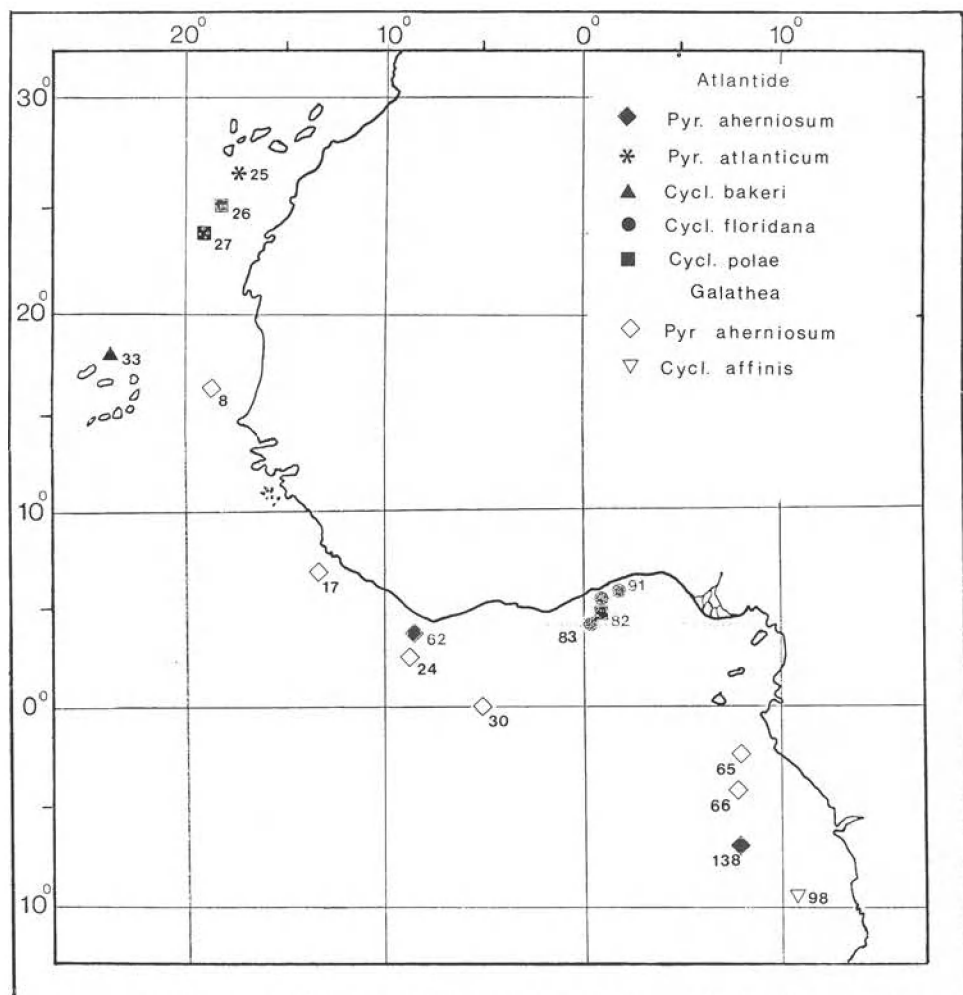 20° 10° 0° 10°
30°
20°
10°
0°
10°
Atlantide
Pyr. aherniosum
Pyr. atlanticum
Cycl. bakeri
Cycl. floridana
Cycl. polae
Galathea
Pyr aherniosum
Cycl. affinis
25
26
27
33
8
17
62
24
30
91
82
83
65
66
138
98